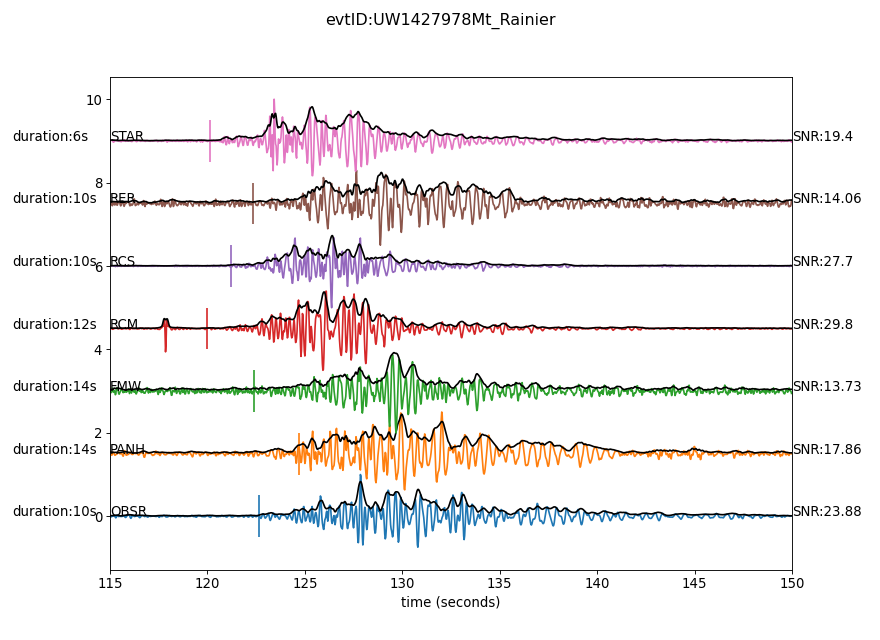 evtID:UW1427978Mt_Rainier
10
duration:6s STAR SNR:19.4
8
duration:10s RER SNR:14.06
duration:10s RCS SNR:27.7
6
duration:12s RCM SNR:29.8
4
duration:14s FMW SNR:13.73
2
duration:14s PANH SNR:17.86
duration:10s OBSR SNR:23.88
0
115 120 125 130 135 140 145 150
time (seconds)